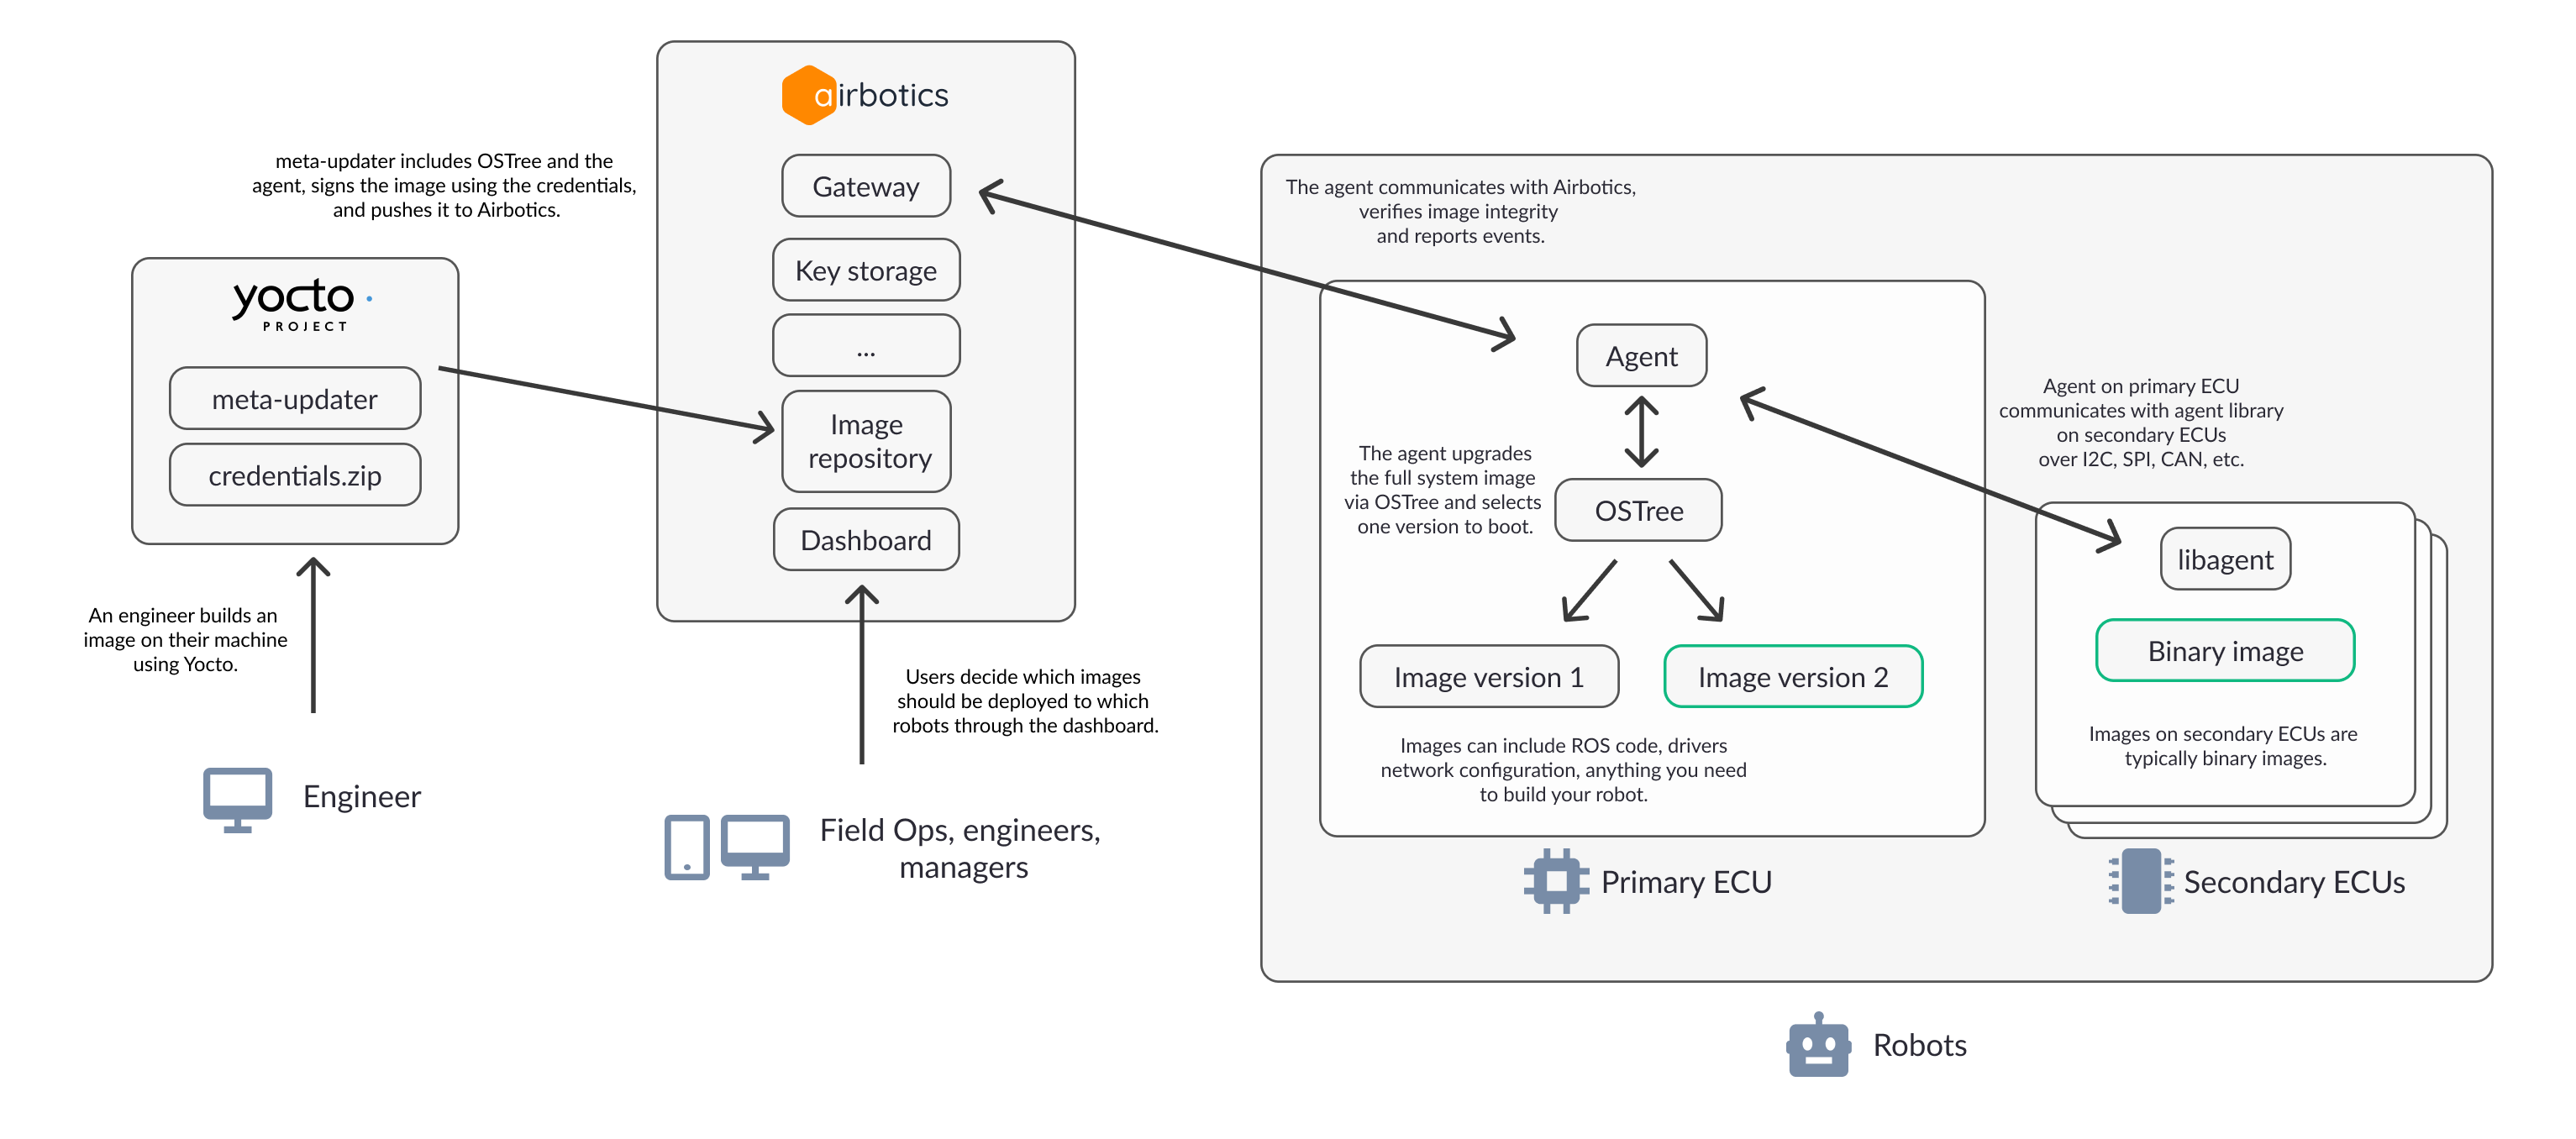 airbotics
Gateway
Key storage
...
Image
repository
Dashboard
meta-updater includes OSTree and the
agent, signs the image using the credentials,
and pushes it to Airbotics.
yocto
PROJECT
meta-updater
credentials.zip
An engineer builds an
image on their machine
using Yocto.
Engineer
Users decide which images
should be deployed to which
robots through the dashboard.
Field Ops, engineers,
managers
The agent communicates with Airbotics,
verifies image integrity
and reports events.
Agent
The agent upgrades
the full system image
via OSTree and selects
one version to boot.
OSTree
Image version 1
Image version 2
Images can include ROS code, drivers
network configuration, anything you need
to build your robot.
Primary ECU
Agent on primary ECU
communicates with agent library
on secondary ECUs
over I2C, SPI, CAN, etc.
libagent
Binary image
Images on secondary ECUs are
typically binary images.
Secondary ECUs
Robots